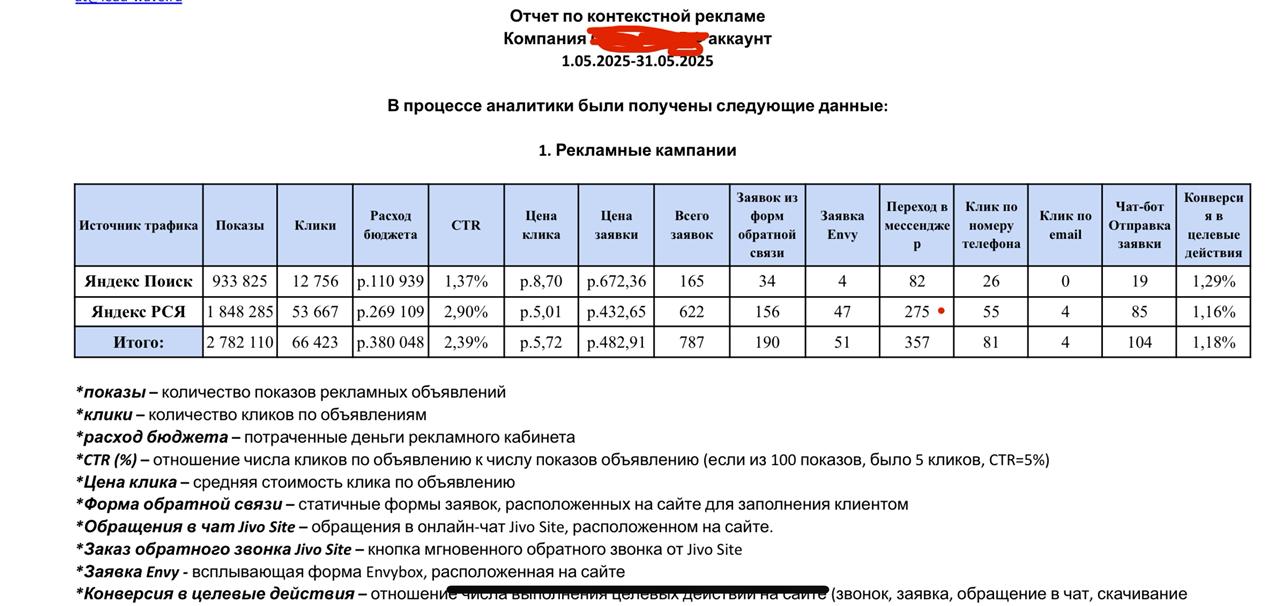 Отчет по контекстной рекламе
Компания аккаунт
1.05.2025-31.05.2025
В процессе аналитики были получены следующие данные:
1. Рекламные кампании
Источник трафика Показы Клики Расход бюджета CTR Цена клика Цена заявки Всего заявок Заявок из форм обратной связи Заявка Envy Переход в мессенджер Клик по номеру телефона Клик по email Чат-бот Отправка заявки Конверсия в целевые действия
Яндекс Поиск 933 825 12 756 р.110 939 1,37% р.8,70 р.672,36 165 34 4 82 26 0 19 1,29%
Яндекс РСЯ 1 848 285 53 667 р.269 109 2,90% р.5,01 р.432,65 622 156 47 275 55 4 85 1,16%
Итого: 2 782 110 66 423 р.380 048 2,39% р.5,72 р.482,91 787 190 51 357 81 4 104 1,18%
*показы – количество показов рекламных объявлений
*клики – количество кликов по объявлениям
*расход бюджета – потраченные деньги рекламного кабинета
*CTR (%) – отношение числа кликов по объявлению к числу показов объявлению (если из 100 показов, было 5 кликов, CTR=5%)
*Цена клика – средняя стоимость клика по объявлению
*Форма обратной связи – статичные формы заявок, расположенных на сайте для заполнения клиентом
*Обращения в чат Jivo Site – обращения в онлайн-чат Jivo Site, расположенном на сайте.
*Заказ обратного звонка Jivo Site – кнопка мгновенного обратного звонка от Jivo Site
*Заявка Envy - всплывающая форма Envybox, расположенная на сайте
*Конверсия в целевые действия – отношение числа выполнения целевых действий на сайте (звонок, заявка, обращение в чат, скачивание